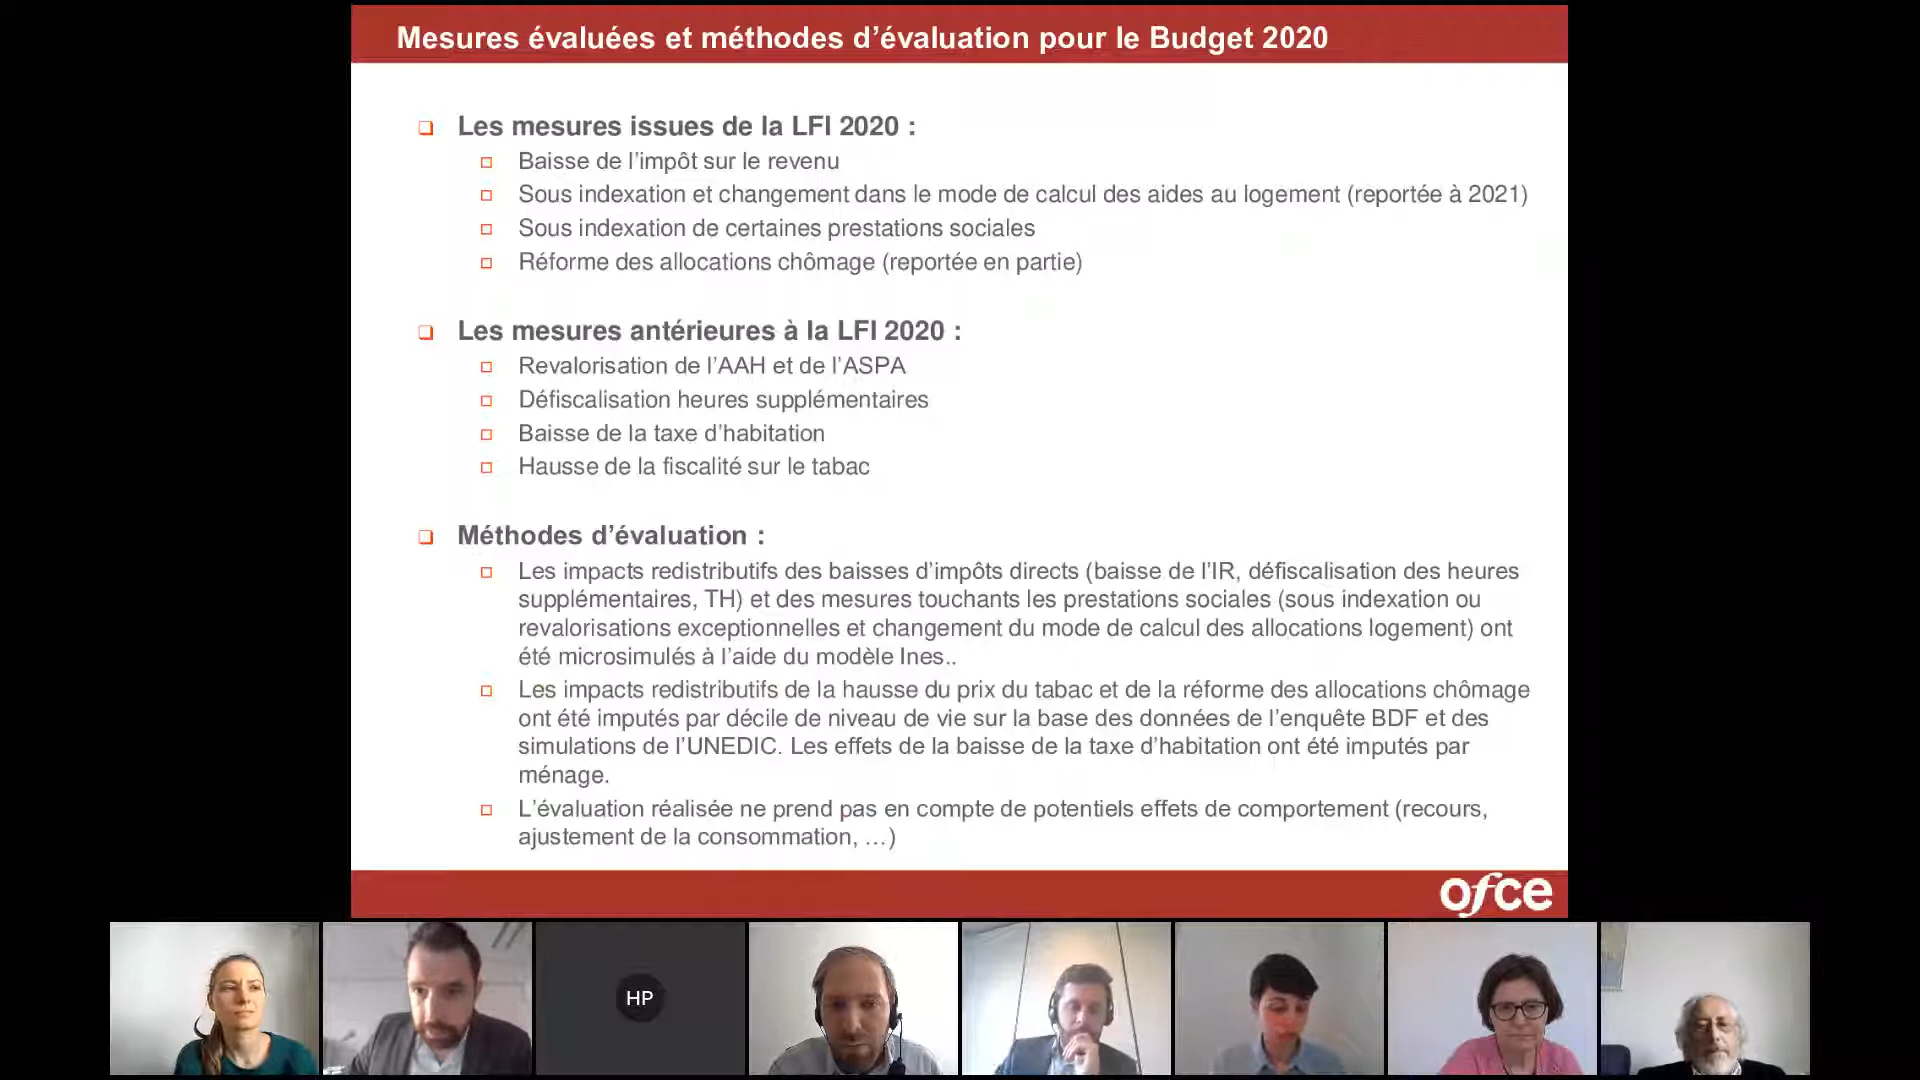 Mesures évaluées et méthodes d’évaluation pour le Budget 2020
Les mesures issues de la LFI 2020 :
Baisse de l’impôt sur le revenu
Sous indexation et changement dans le mode de calcul des aides au logement (reportée à 2021)
Sous indexation de certaines prestations sociales
Réforme des allocations chômage (reportée en partie)
Les mesures antérieures à la LFI 2020 :
Revalorisation de l’AAH et de l’ASPA
Défiscalisation heures supplémentaires
Baisse de la taxe d’habitation
Hausse de la fiscalité sur le tabac
Méthodes d’évaluation :
Les impacts redistributifs des baisses d’impôts directs (baisse de l’IR, défiscalisation des heures
supplémentaires, TH) et des mesures touchants les prestations sociales (sous indexation ou
revalorisations exceptionnelles et changement du mode de calcul des allocations logement) ont
été microsimulés à l’aide du modèle Ines..
Les impacts redistributifs de la hausse du prix du tabac et de la réforme des allocations chômage
ont été imputés par décile de niveau de vie sur la base des données de l’enquête BDF et des
simulations de l’UNEDIC. Les effets de la baisse de la taxe d’habitation ont été imputés par
ménage.
L’évaluation réalisée ne prend pas en compte de potentiels effets de comportement (recours,
ajustement de la consommation, …)
ofce
HP